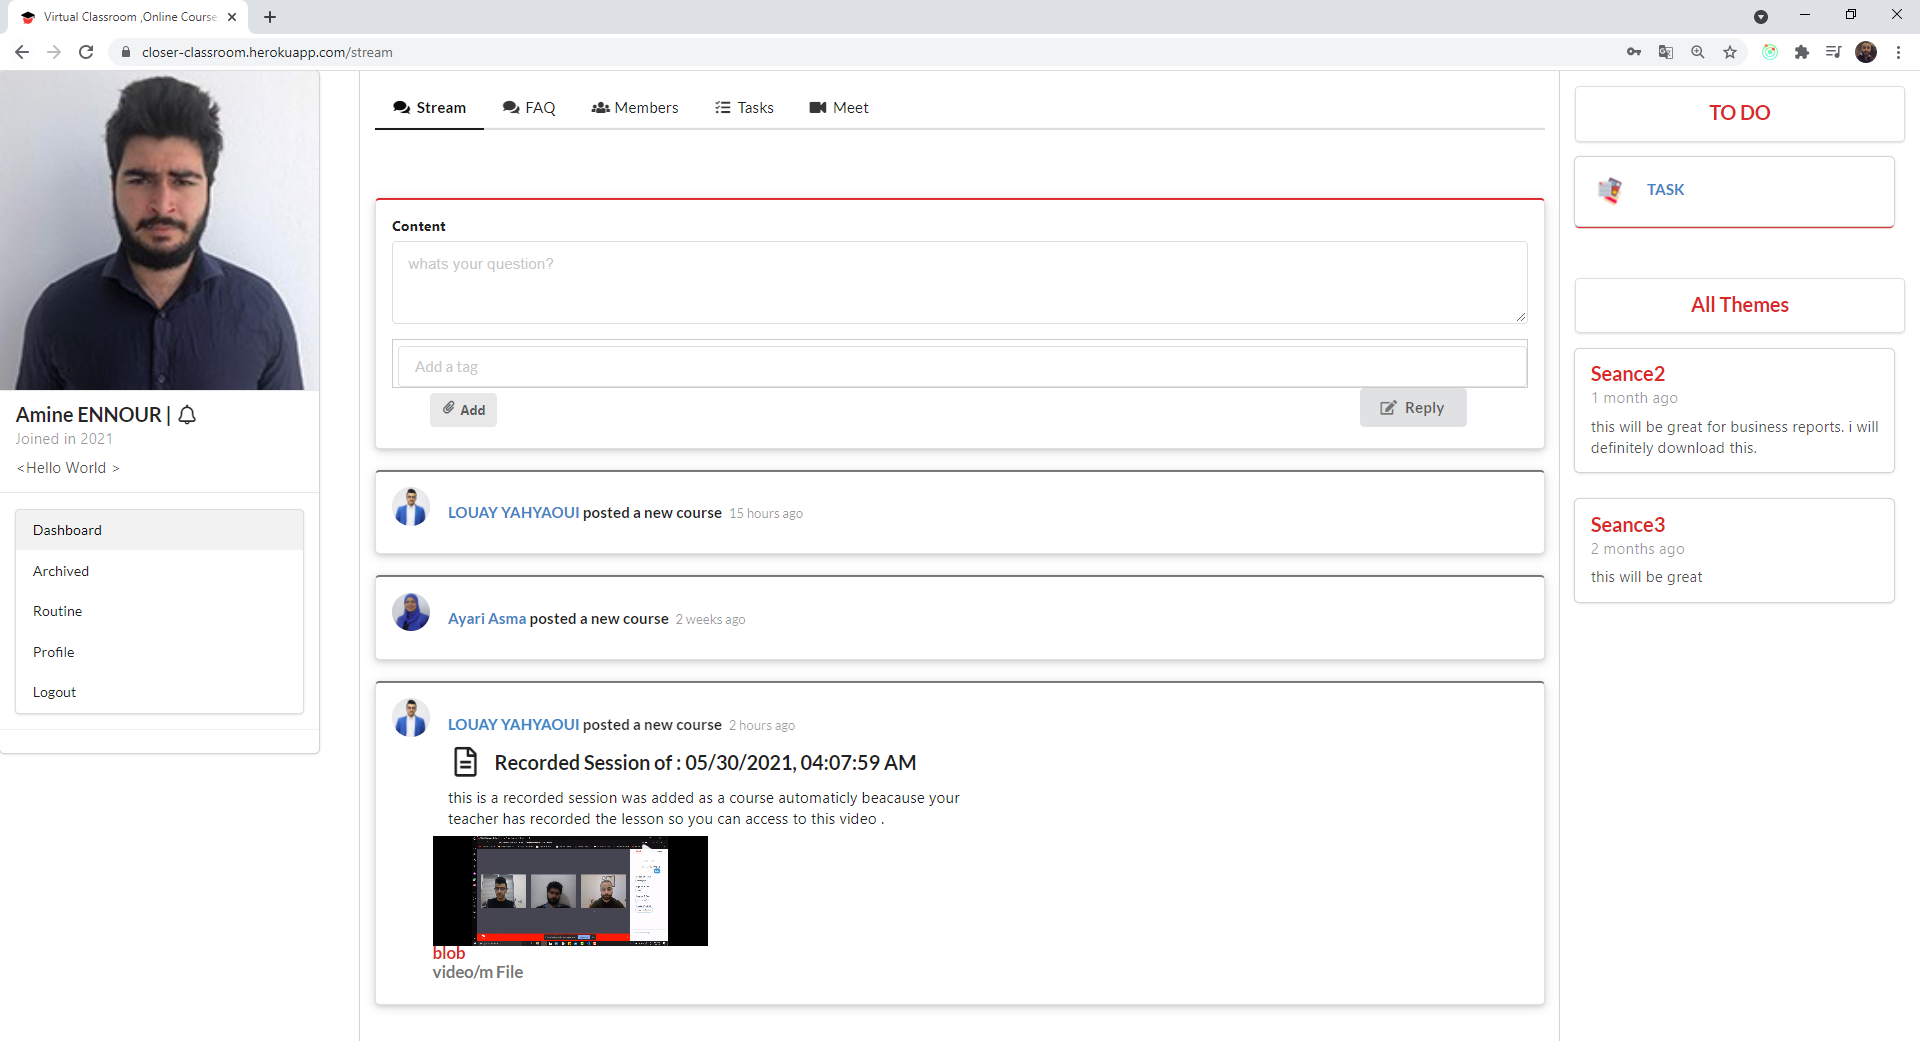 Virtual Classroom ,Online Course
closer-classroom.herokuapp.com/stream
Amine ENNOUR |
Joined in 2021
<Hello World >
Dashboard
Archived
Routine
Profile
Logout
Stream FAQ Members Tasks Meet
Content
whats your question?
Add a tag
Add
Reply
LOUAY YAHYAOUI posted a new course 15 hours ago
Ayari Asma posted a new course 2 weeks ago
LOUAY YAHYAOUI posted a new course 2 hours ago
Recorded Session of : 05/30/2021, 04:07:59 AM
this is a recorded session was added as a course automaticly beacause your
teacher has recorded the lesson so you can access to this video .
blob
video/m File
TO DO
TASK
All Themes
Seance2
1 month ago
this will be great for business reports. i will
definitely download this.
Seance3
2 months ago
this will be great